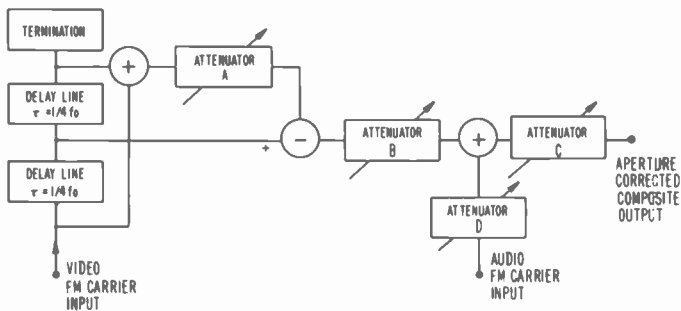 TERMINATION
DELAY LINE
τ =1/4 fo
DELAY LINE
τ =1/4 fo
VIDEO
FM CARRIER
INPUT
+
ATTENUATOR
A
+
−
ATTENUATOR
B
+
ATTENUATOR
C
ATTENUATOR
D
AUDIO
FM CARRIER
INPUT
APERTURE
CORRECTED
COMPOSITE
OUTPUT